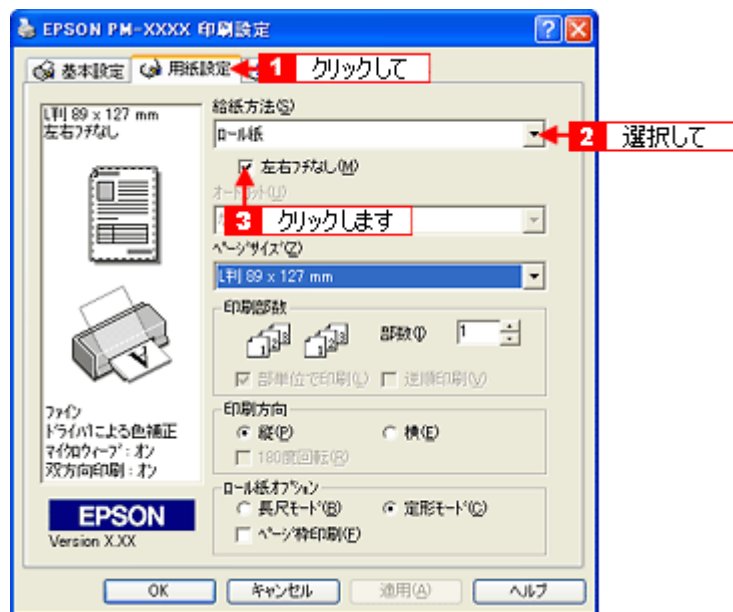 EPSON PM-XXXX 印刷設定
基本設定
用紙設定
1 クリックして
L判 89 x 127 mm
左右フチなし
給紙方法(S)
ロール紙
2 選択して
左右フチなし(M)
オートカット(U)
3 クリックします
ページサイズ(Z)
L判 89 x 127 mm
印刷部数
部数(I) 1
部単位で印刷(L) 逆順印刷(V)
ファイン
ドライバによる色補正
マイクロウィーブ:オン
双方向印刷:オン
印刷方向
縦(P) 横(E)
180度回転(R)
ロール紙オプション
長尺モード(B) 定形モード(C)
ページ枠印刷(F)
EPSON
Version X.XX
OK キャンセル 適用(A) ヘルプ